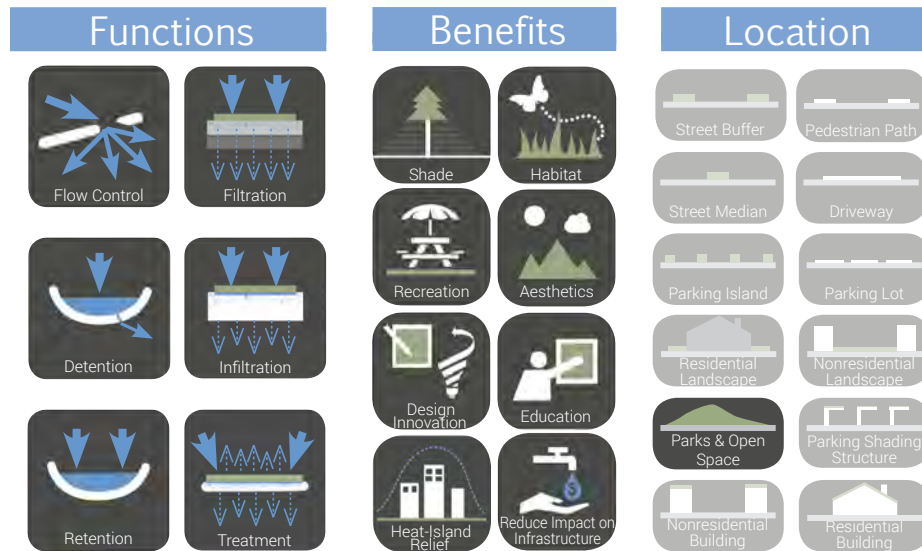 Functions
Benefits
Location
Flow Control
Filtration
Detention
Infiltration
Retention
Treatment
Shade
Habitat
Recreation
Aesthetics
Design
Innovation
Education
Heat-Island
Relief
Reduce Impact on
Infrastructure
$
Street Buffer
Pedestrian Path
Street Median
Driveway
Parking Island
Parking Lot
Residential
Landscape
Nonresidential
Landscape
Parks & Open
Space
Parking Shading
Structure
Nonresidential
Building
Residential
Building